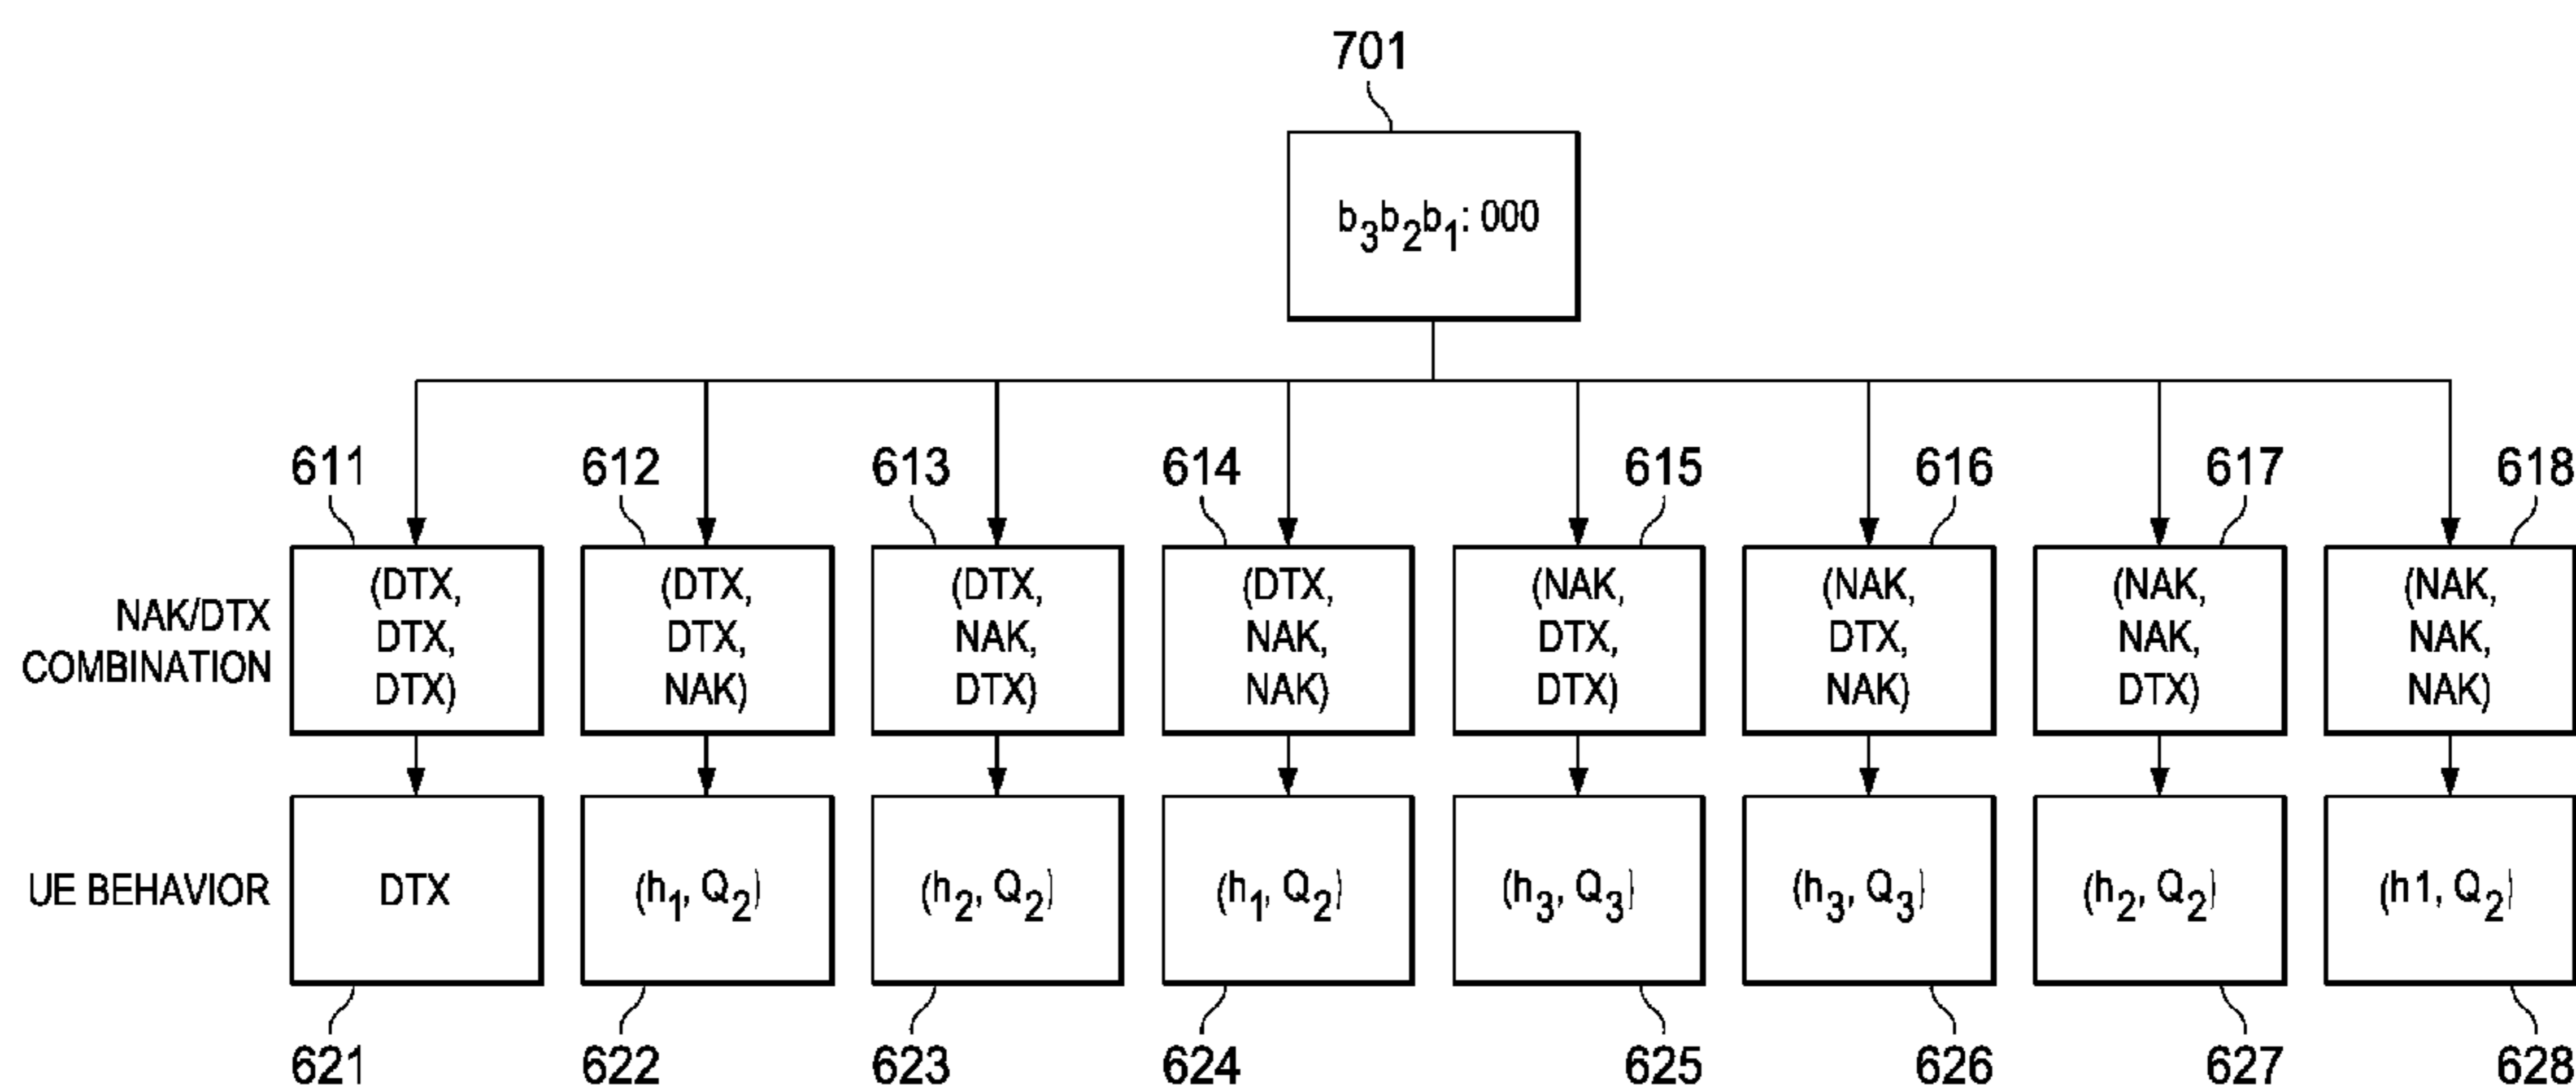 701
b3b2b1: 000
611 612 613 614 615 616 617 618
NAK/DTX
COMBINATION
(DTX,
DTX,
DTX)
(DTX,
DTX,
NAK)
(DTX,
NAK,
DTX)
(DTX,
NAK,
NAK)
(NAK,
DTX,
DTX)
(NAK,
DTX,
NAK)
(NAK,
NAK,
DTX)
(NAK,
NAK,
NAK)
UE BEHAVIOR
DTX
(h1, Q2)
(h2, Q2)
(h1, Q2)
(h3, Q3)
(h3, Q3)
(h2, Q2)
(h1, Q2)
621 622 623 624 625 626 627 628